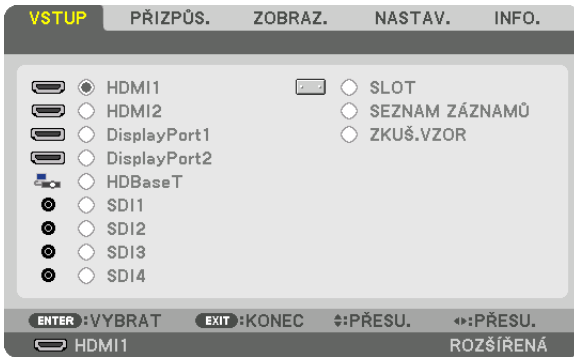 VSTUP PŘIZPŮS. ZOBRAZ. NASTAV. INFO.
HDMI1
HDMI2
DisplayPort1
DisplayPort2
HDBaseT
SDI1
SDI2
SDI3
SDI4
SLOT
SEZNAM ZÁZNAMŮ
ZKUŠ.VZOR
ENTER:VYBRAT EXIT:KONEC :PŘESU. :PŘESU.
HDMI1 ROZŠÍŘENÁ